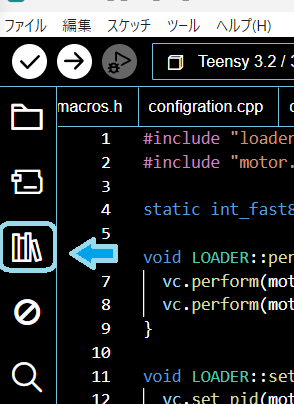 ファイル 編集 スケッチ ツール ヘルプ(H)
Teensy 3.2 / 3
macros.h configration.cpp
1 #include "loader
2 #include "motor.
3
4 static int_fast8
5
void LOADER::per
7 vc.perform(mot
8 vc.perform(mot
9 }
10
11 void LOADER::set
12 vc.set_pid(mot